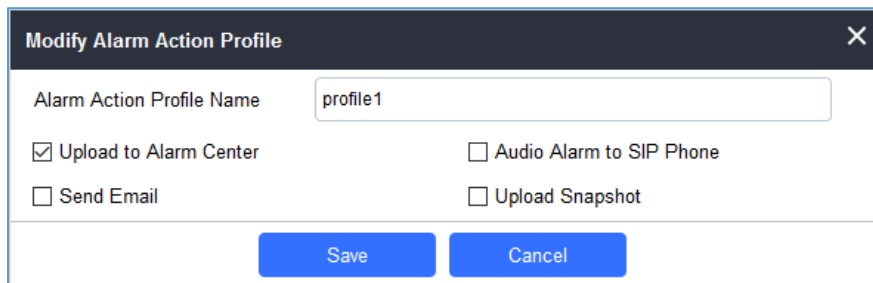 Modify Alarm Action Profile
Alarm Action Profile Name profile1
Upload to Alarm Center Audio Alarm to SIP Phone
Send Email Upload Snapshot
Save Cancel